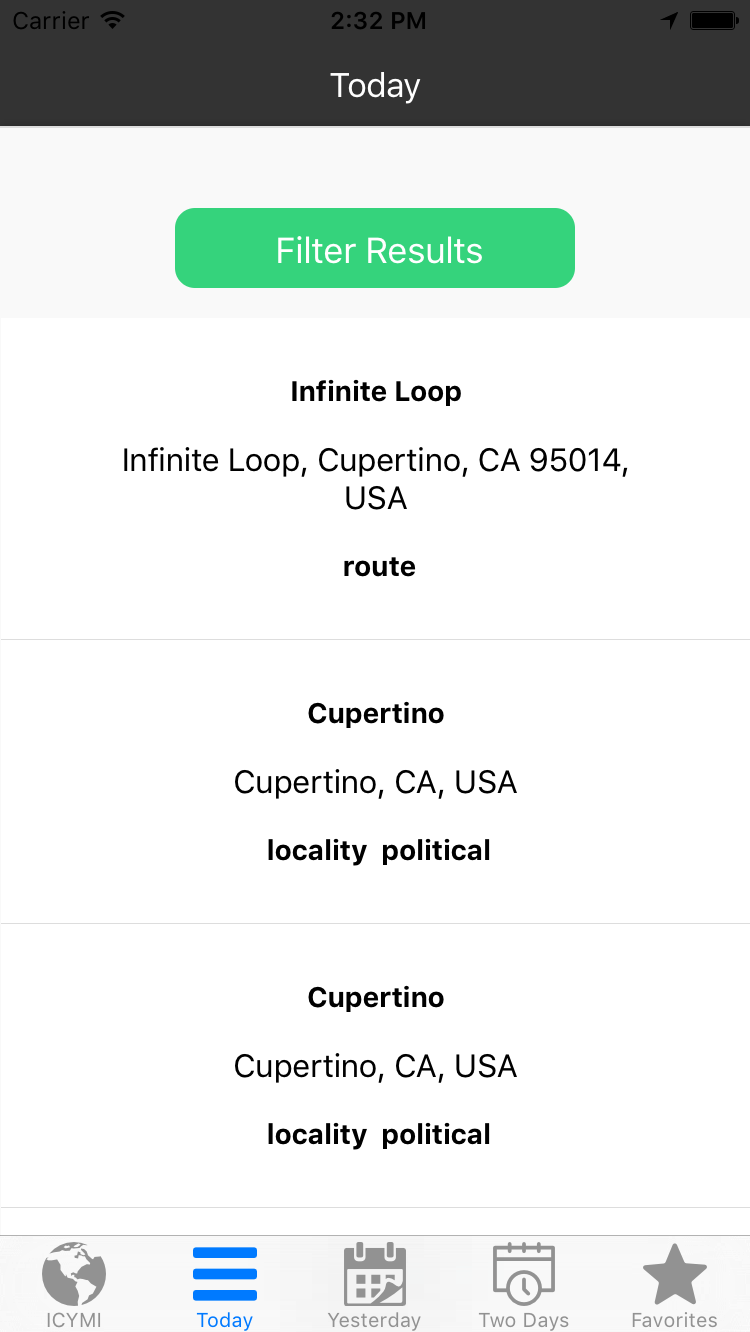 Carrier 2:32 PM
Today
Filter Results
Infinite Loop
Infinite Loop, Cupertino, CA 95014,
USA
route
Cupertino
Cupertino, CA, USA
locality political
Cupertino
Cupertino, CA, USA
locality political
ICYMI Today Yesterday Two Days Favorites